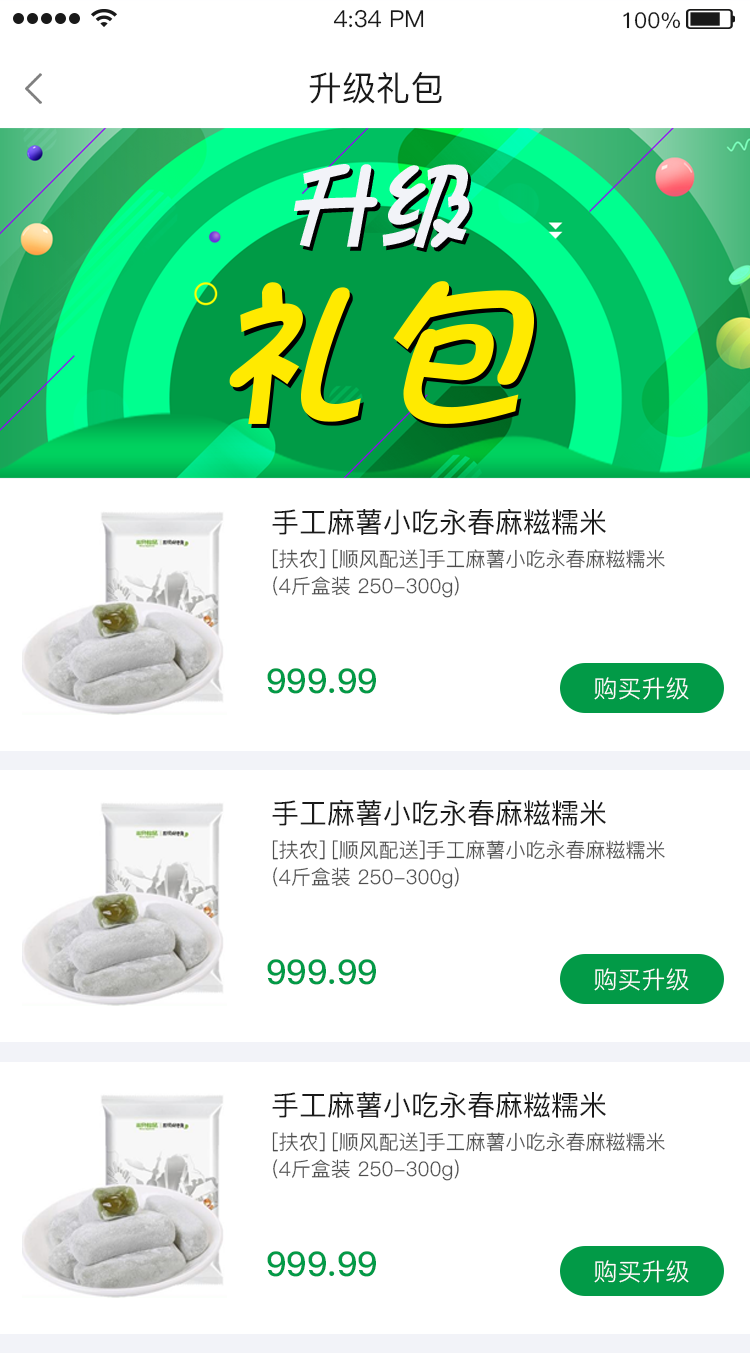 4:34 PM
100%
升级礼包
升级
礼包
手工麻薯小吃永春麻糍糯米
[扶农] [顺风配送]手工麻薯小吃永春麻糍糯米
(4斤盒装 250-300g)
999.99
购买升级
手工麻薯小吃永春麻糍糯米
[扶农] [顺风配送]手工麻薯小吃永春麻糍糯米
(4斤盒装 250-300g)
999.99
购买升级
手工麻薯小吃永春麻糍糯米
[扶农] [顺风配送]手工麻薯小吃永春麻糍糯米
(4斤盒装 250-300g)
999.99
购买升级